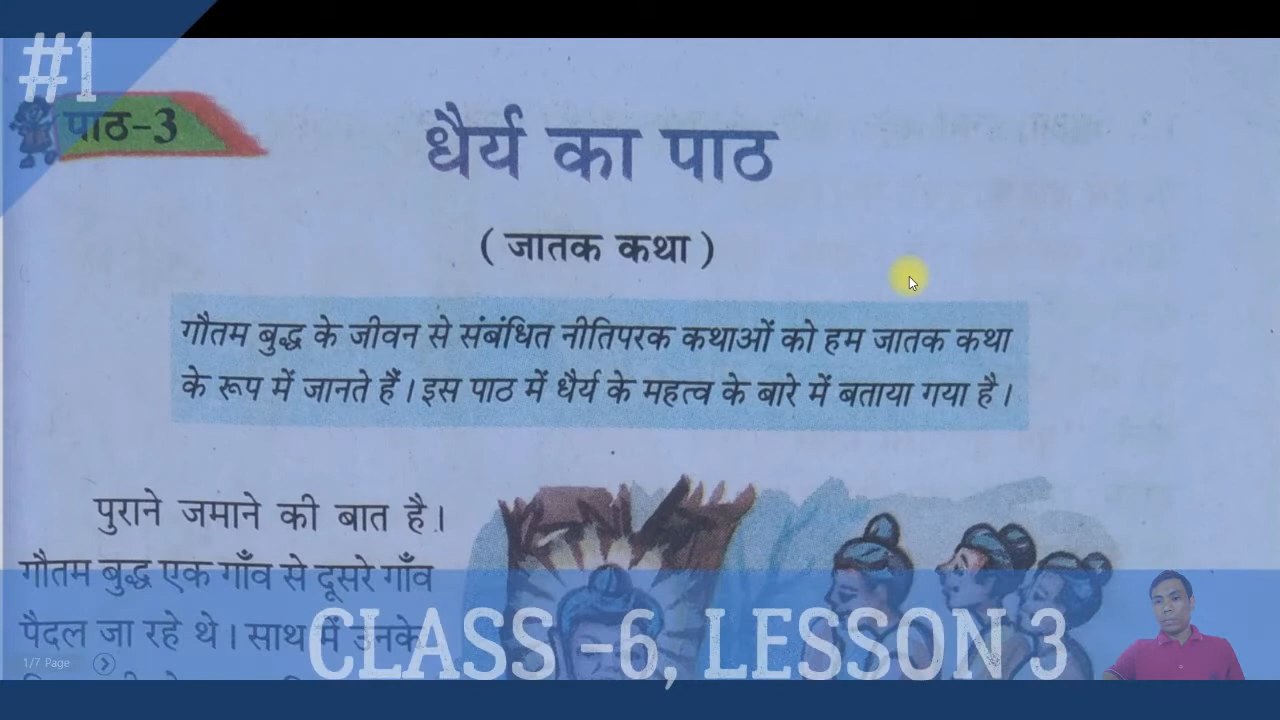 #1
पाठ-3
धैर्य का पाठ
( जातक कथा )
गौतम बुद्ध के जीवन से संबंधित नीतिपरक कथाओं को हम जातक कथा
के रूप में जानते हैं। इस पाठ में धैर्य के महत्व के बारे में बताया गया है।
पुराने जमाने की बात है।
गौतम बुद्ध एक गाँव से दूसरे गाँव
पैदल जा रहे थे। साथ में उनके
CLASS -6, LESSON 3
1/7 Page